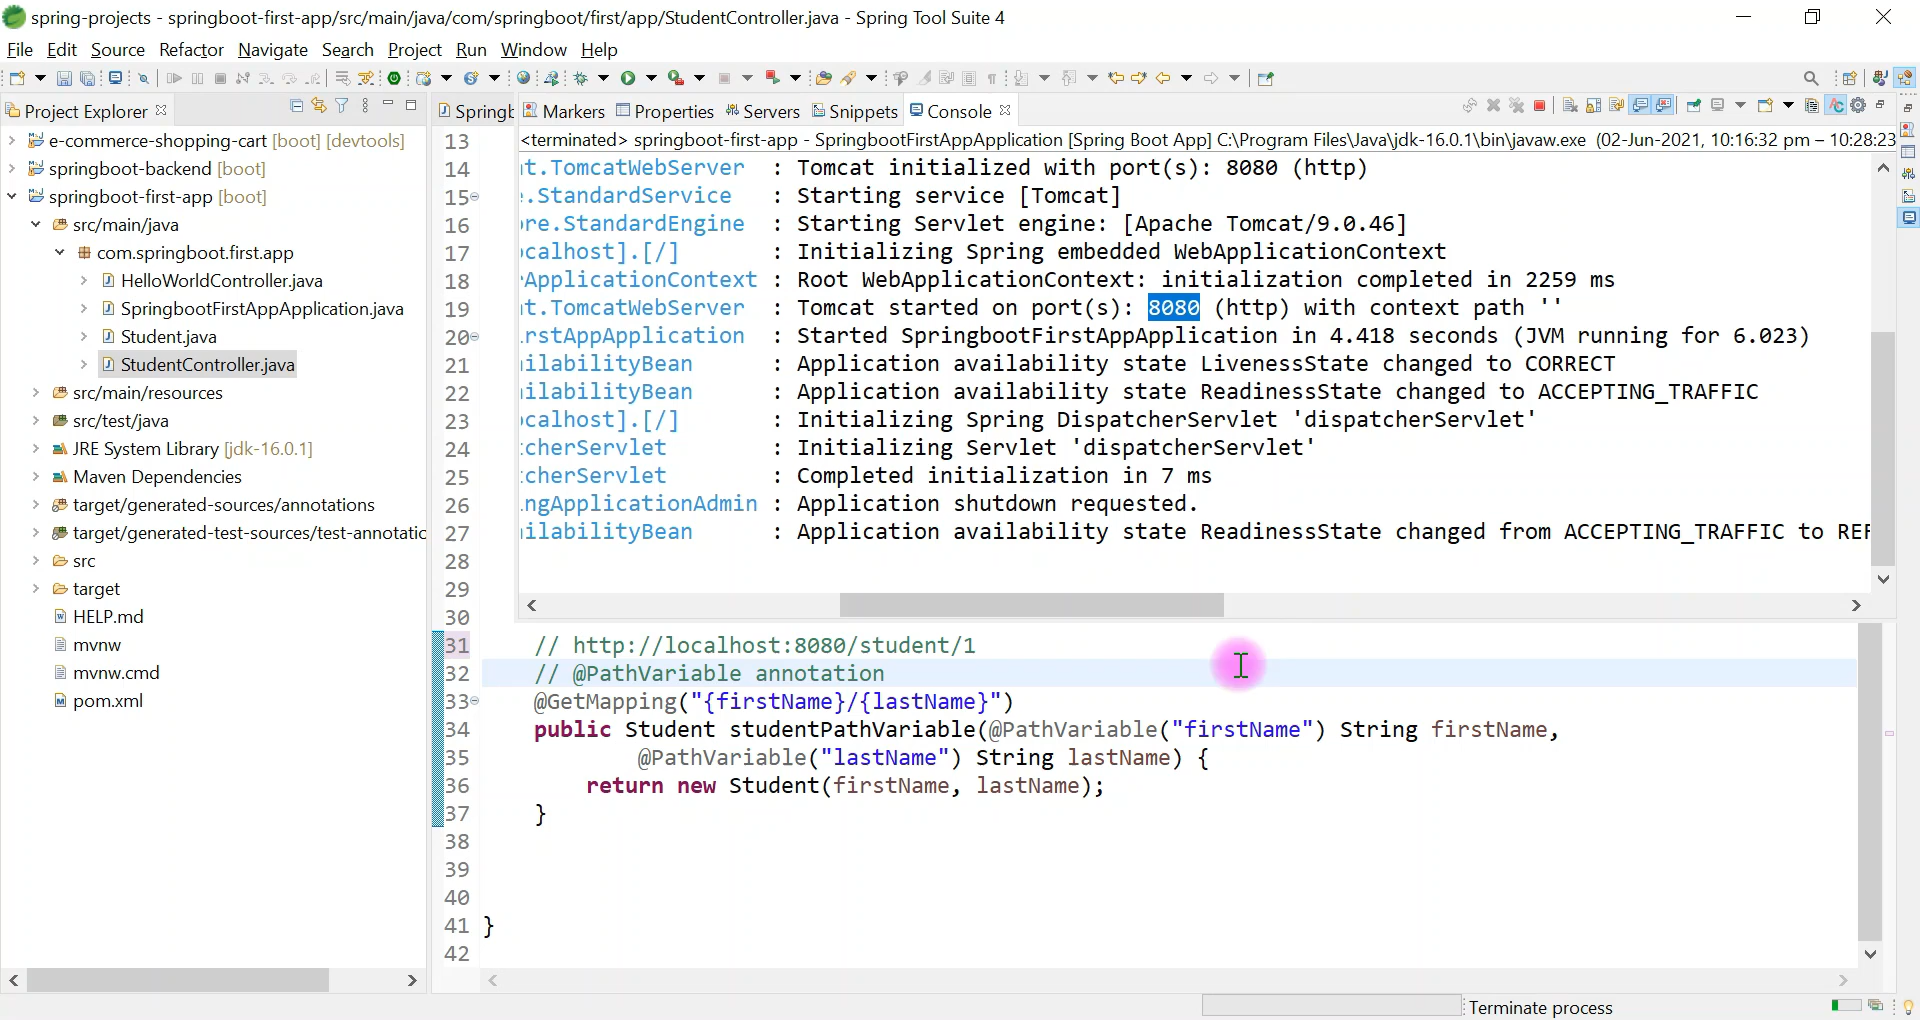 spring-projects - springboot-first-app/src/main/java/com/springboot/first/app/StudentController.java - Spring Tool Suite 4
File Edit Source Refactor Navigate Search Project Run Window Help
Project Explorer
e-commerce-shopping-cart [boot] [devtools]
springboot-backend [boot]
springboot-first-app [boot]
src/main/java
com.springboot.first.app
HelloWorldController.java
SpringbootFirstAppApplication.java
Student.java
StudentController.java
src/main/resources
src/test/java
JRE System Library [jdk-16.0.1]
Maven Dependencies
target/generated-sources/annotations
target/generated-test-sources/test-annotatic
src
target
HELP.md
mvnw
mvnw.cmd
pom.xml
Springb Markers Properties Servers Snippets Console
<terminated> springboot-first-app - SpringbootFirstAppApplication [Spring Boot App] C:\Program Files\Java\jdk-16.0.1\bin\javaw.exe (02-Jun-2021, 10:16:32 pm – 10:28:23
t.TomcatWebServer : Tomcat initialized with port(s): 8080 (http)
.StandardService : Starting service [Tomcat]
re.StandardEngine : Starting Servlet engine: [Apache Tomcat/9.0.46]
ocalhost].[/] : Initializing Spring embedded WebApplicationContext
ApplicationContext : Root WebApplicationContext: initialization completed in 2259 ms
t.TomcatWebServer : Tomcat started on port(s): 8080 (http) with context path ''
rstAppApplication : Started SpringbootFirstAppApplication in 4.418 seconds (JVM running for 6.023)
ilabilityBean : Application availability state LivenessState changed to CORRECT
ilabilityBean : Application availability state ReadinessState changed to ACCEPTING_TRAFFIC
ocalhost].[/] : Initializing Spring DispatcherServlet 'dispatcherServlet'
cherServlet : Initializing Servlet 'dispatcherServlet'
cherServlet : Completed initialization in 7 ms
ngApplicationAdmin : Application shutdown requested.
ilabilityBean : Application availability state ReadinessState changed from ACCEPTING_TRAFFIC to REF
13
14
15
16
17
18
19
20
21
22
23
24
25
26
27
28
29
30
31 // http://localhost:8080/student/1
32 // @PathVariable annotation
33 @GetMapping("{firstName}/{lastName}")
34 public Student studentPathVariable(@PathVariable("firstName") String firstName,
35 @PathVariable("lastName") String lastName) {
36 return new Student(firstName, lastName);
37 }
38
39
40
41 }
42
Terminate process